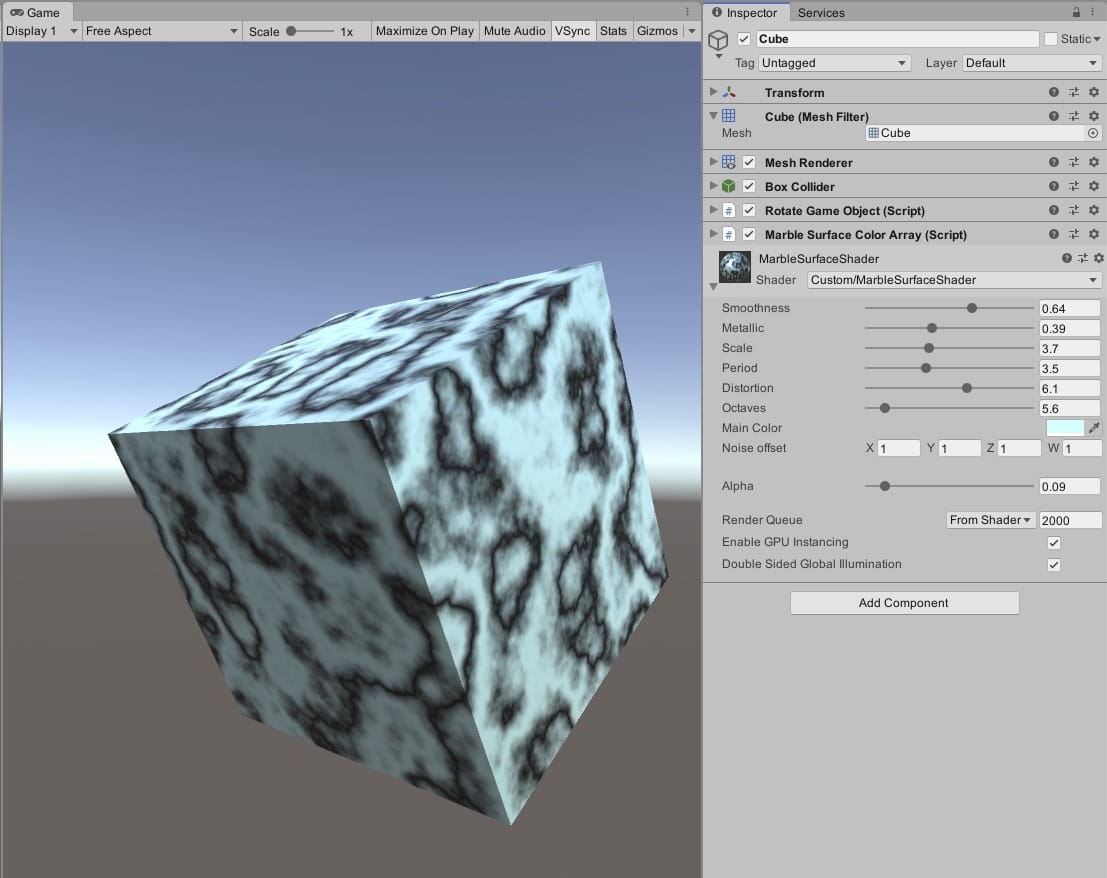 Game
Display 1 Free Aspect Scale 1x Maximize On Play Mute Audio VSync Stats Gizmos
Inspector Services
Cube Static
Tag Untagged Layer Default
Transform
Cube (Mesh Filter)
Mesh Cube
Mesh Renderer
Box Collider
# Rotate Game Object (Script)
# Marble Surface Color Array (Script)
MarbleSurfaceShader
Shader Custom/MarbleSurfaceShader
Smoothness 0.64
Metallic 0.39
Scale 3.7
Period 3.5
Distortion 6.1
Octaves 5.6
Main Color
Noise offset X 1 Y 1 Z 1 W 1
Alpha 0.09
Render Queue From Shader 2000
Enable GPU Instancing
Double Sided Global Illumination
Add Component